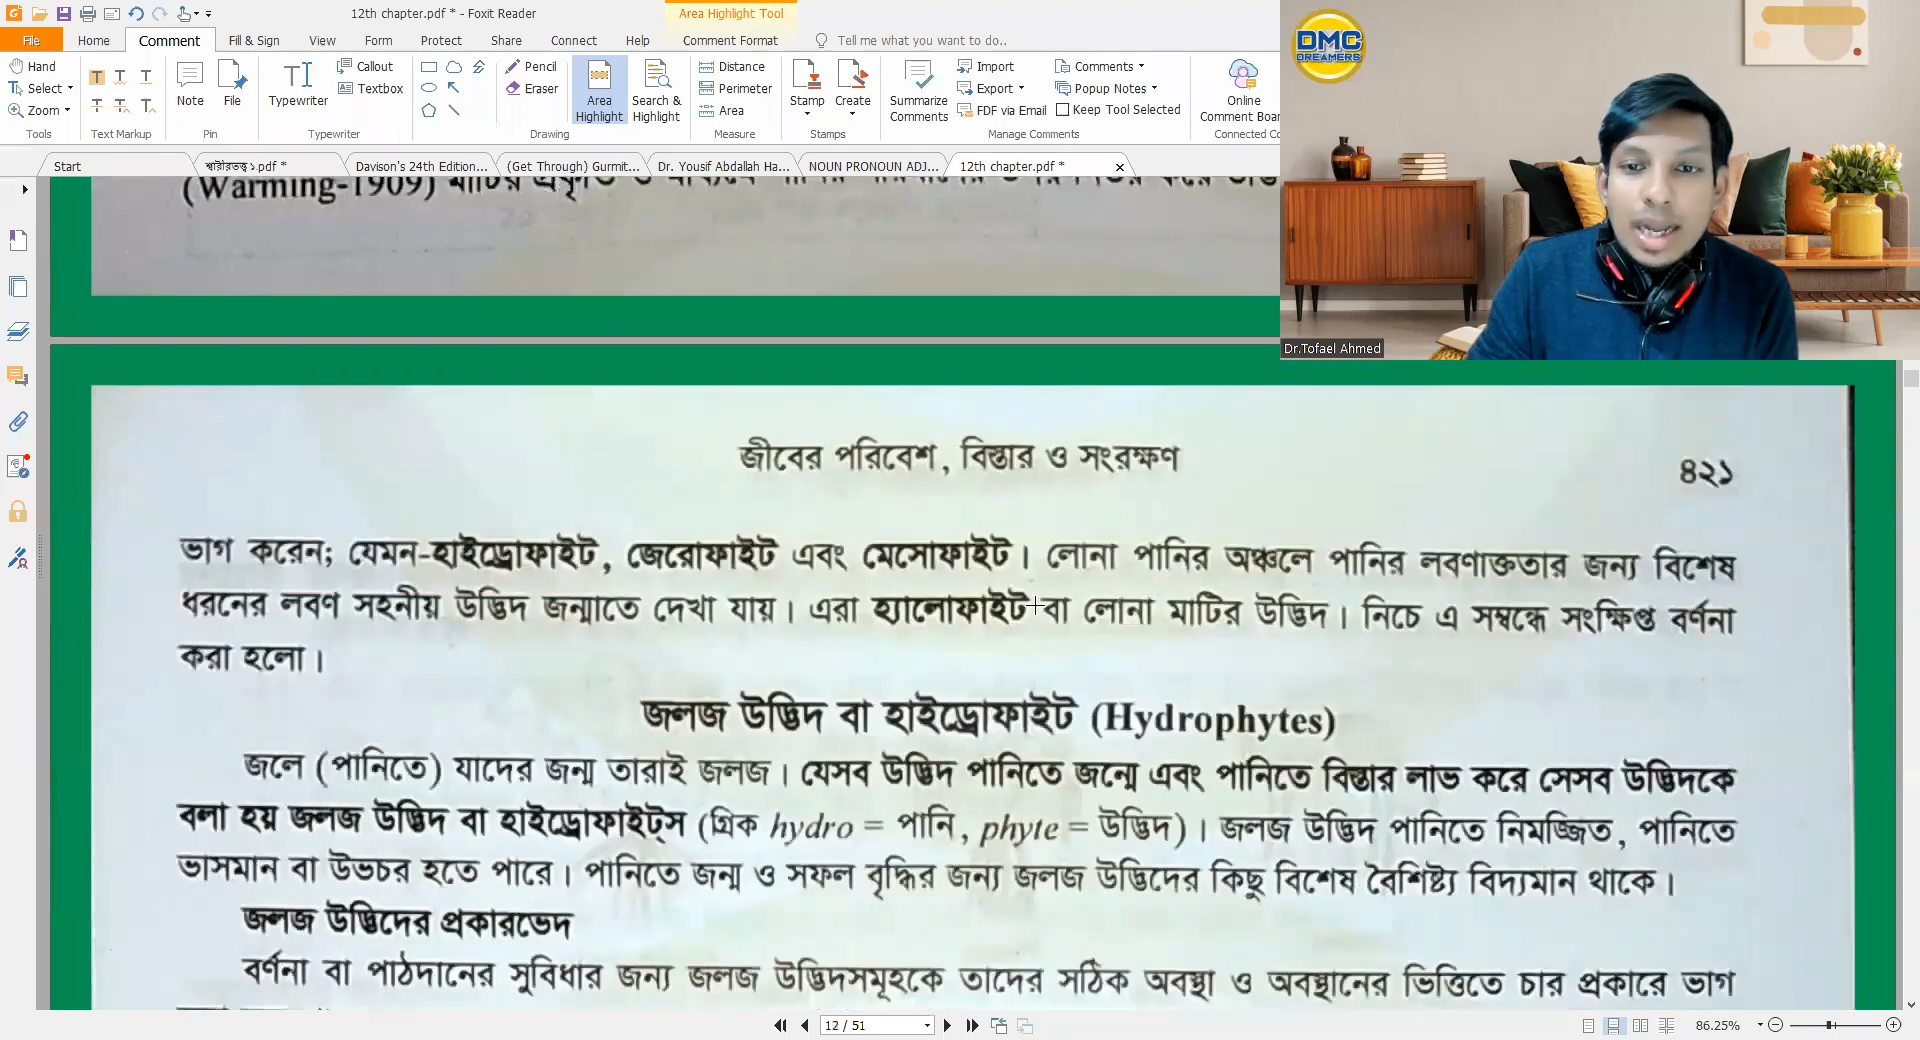 12th chapter.pdf * - Foxit Reader
Area Highlight Tool
File Home Comment Fill & Sign View Form Protect Share Connect Help Comment Format Tell me what you want to do..
Hand
Select
Zoom
Tools
Text Markup
Note
File
Pin
Typewriter
Callout
Textbox
Typewriter
Pencil
Eraser
Area Highlight
Search & Highlight
Drawing
Distance
Perimeter
Area
Measure
Stamp
Create
Stamps
Summarize Comments
Import
Export
FDF via Email
Comments
Popup Notes
Keep Tool Selected
Manage Comments
Online Comment Boar
Connected Co
Start
শ্বারীরতত্ত্ব ১.pdf *
Davison's 24th Edition...
(Get Through) Gurmit...
Dr. Yousif Abdallah Ha...
NOUN PRONOUN ADJ...
12th chapter.pdf *
DMC
DREAMERS
Dr.Tofael Ahmed
(Warming-1909)
জীবের পরিবেশ, বিস্তার ও সংরক্ষণ
৪২১
ভাগ করেন; যেমন-হাইড্রোফাইট, জেরোফাইট এবং মেসোফাইট। লোনা পানির অঞ্চলে পানির লবণাক্ততার জন্য বিশেষ
ধরনের লবণ সহনীয় উদ্ভিদ জন্মাতে দেখা যায়। এরা হ্যালোফাইট বা লোনা মাটির উদ্ভিদ। নিচে এ সম্বন্ধে সংক্ষিপ্ত বর্ণনা
করা হলো।
জলজ উদ্ভিদ বা হাইড্রোফাইট (Hydrophytes)
জলে (পানিতে) যাদের জন্ম তারাই জলজ। যেসব উদ্ভিদ পানিতে জন্মে এবং পানিতে বিস্তার লাভ করে সেসব উদ্ভিদকে
বলা হয় জলজ উদ্ভিদ বা হাইড্রোফাইট্‌স (গ্রিক hydro = পানি, phyte = উদ্ভিদ)। জলজ উদ্ভিদ পানিতে নিমজ্জিত, পানিতে
ভাসমান বা উভচর হতে পারে। পানিতে জন্ম ও সফল বৃদ্ধির জন্য জলজ উদ্ভিদের কিছু বিশেষ বৈশিষ্ট্য বিদ্যমান থাকে।
জলজ উদ্ভিদের প্রকারভেদ
বর্ণনা বা পাঠদানের সুবিধার জন্য জলজ উদ্ভিদসমূহকে তাদের সঠিক অবস্থা ও অবস্থানের ভিত্তিতে চার প্রকারে ভাগ
12 / 51
86.25%